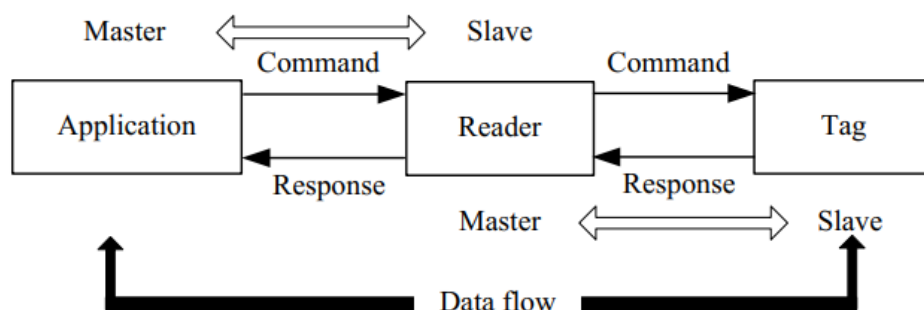 Master Slave
Command Command
Application Reader Tag
Response Response
Master Slave
Data flow